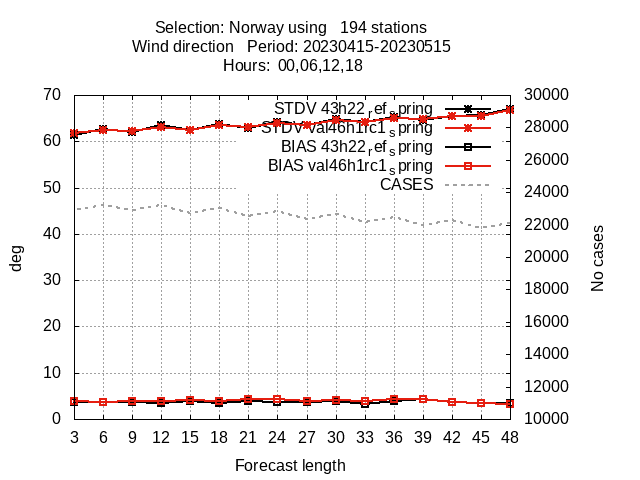 Selection: Norway using 194 stations
Wind direction Period: 20230415-20230515
Hours: 00,06,12,18
70 30000
STDV 43h22_ref_spring
STDV val46h1rc1_spring
28000
60
BIAS 43h22_ref_spring
26000
BIAS val46h1rc1_spring
CASES
50
24000
40
22000
deg
No cases
20000
30
18000
20
16000
14000
10
12000
0 10000
3 6 9 12 15 18 21 24 27 30 33 36 39 42 45 48
Forecast length